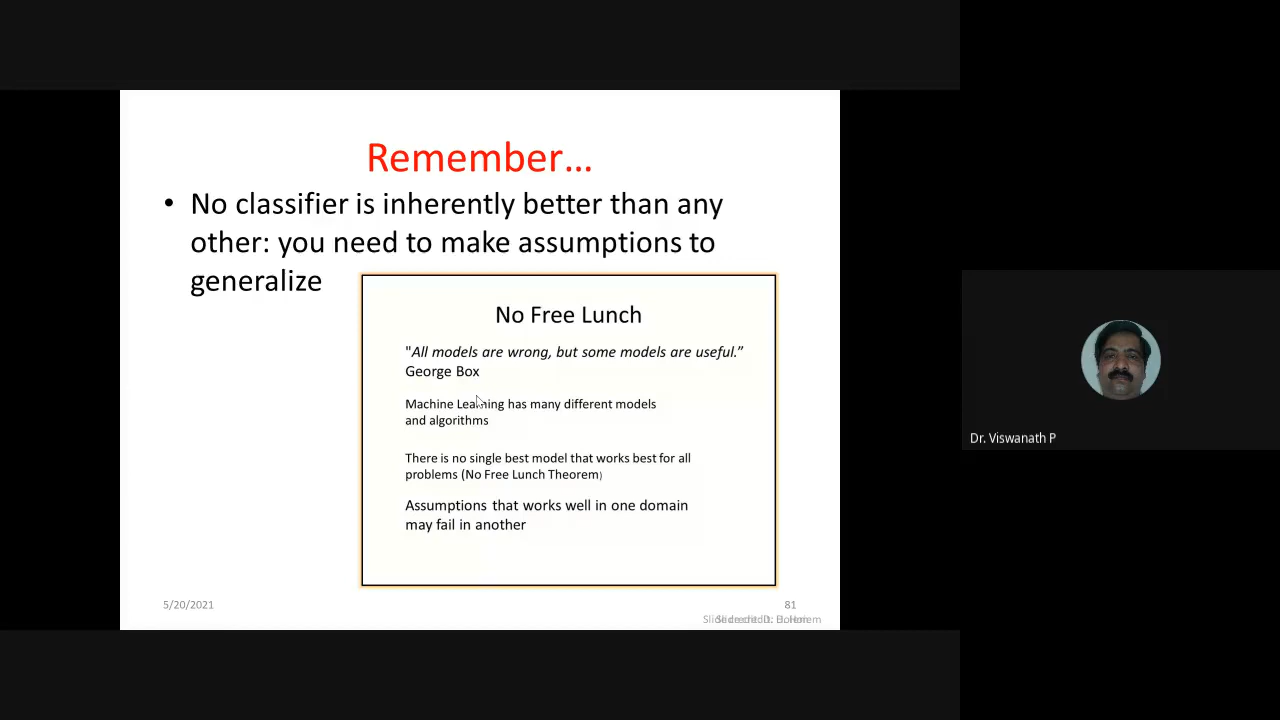 Remember…
• No classifier is inherently better than any
other: you need to make assumptions to
generalize
No Free Lunch
"All models are wrong, but some models are useful.”
George Box
Machine Learning has many different models
and algorithms
There is no single best model that works best for all
problems (No Free Lunch Theorem)
Assumptions that works well in one domain
may fail in another
5/20/2021
81
Slide credit: D. Hoiem
Dr. Viswanath P